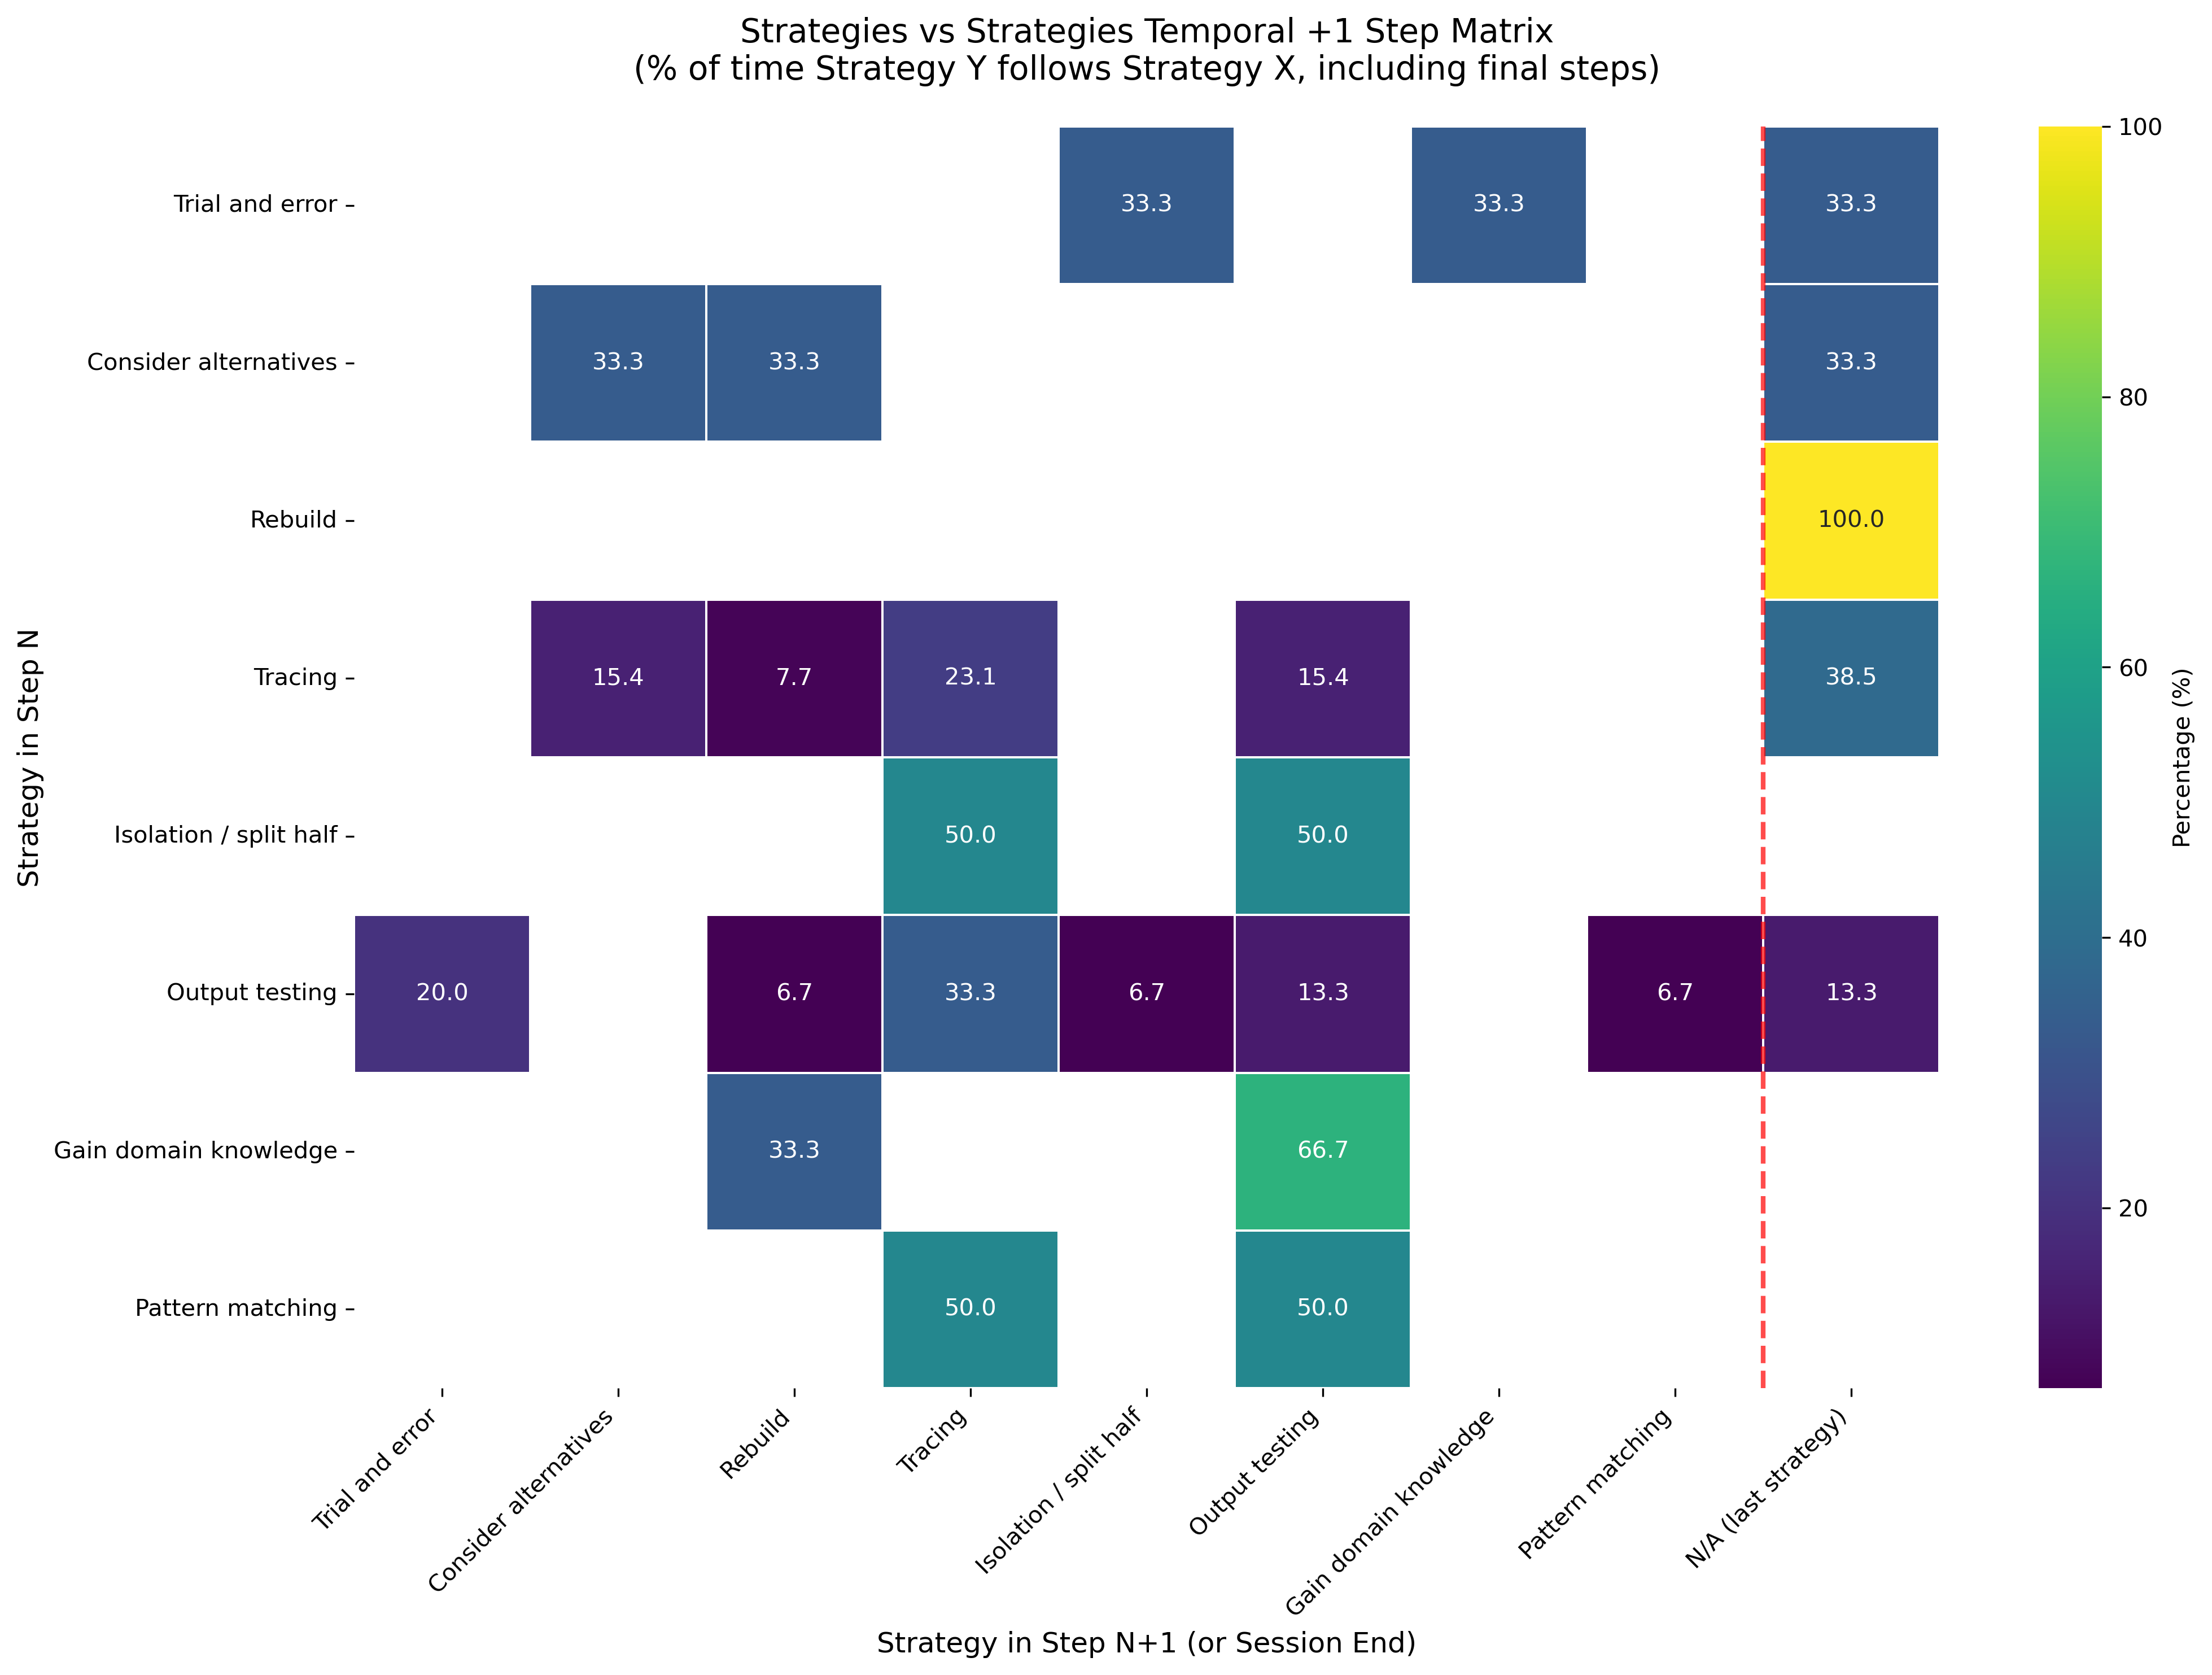 Strategies vs Strategies Temporal +1 Step Matrix
(% of time Strategy Y follows Strategy X, including final steps)
Strategy in Step N
Trial and error
33.3
33.3
33.3
Consider alternatives
33.3
33.3
33.3
Rebuild
100.0
Tracing
15.4
7.7
23.1
15.4
38.5
Isolation / split half
50.0
50.0
Output testing
20.0
6.7
33.3
6.7
13.3
6.7
13.3
Gain domain knowledge
33.3
66.7
Pattern matching
50.0
50.0
Trial and error
Consider alternatives
Rebuild
Tracing
Isolation / split half
Output testing
Gain domain knowledge
Pattern matching
N/A (last strategy)
Strategy in Step N+1 (or Session End)
100
80
60
40
20
Percentage (%)